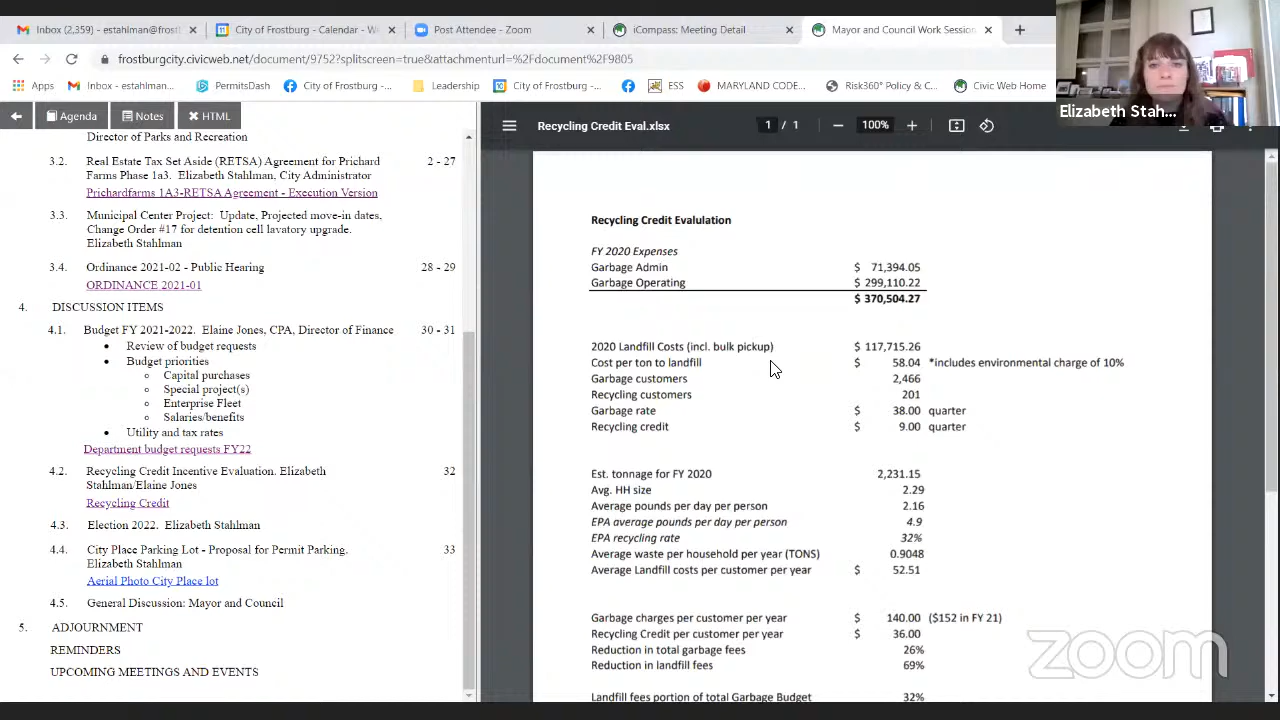 Inbox (2,359) - estahlman@frost
City of Frostburg - Calendar - W
Post Attendee - Zoom
iCompass: Meeting Detail
Mayor and Council Work Session
frostburgcity.civicweb.net/document/9752?splitscreen=true&attachmenturl=%2Fdocument%2F9805
Apps
Inbox - estahlman...
PermitsDash
City of Frostburg -...
Leadership
City of Frostburg -...
ESS
MARYLAND CODE...
Risk360° Policy & C...
Civic Web Home
Elizabeth Stah...
Agenda
Notes
HTML
Director of Parks and Recreation
3.2. Real Estate Tax Set Aside (RETSA) Agreement for Prichard 2 - 27
Farms Phase 1a3. Elizabeth Stahlman, City Administrator
Prichardfarms 1A3-RETSA Agreement - Execution Version
3.3. Municipal Center Project: Update, Projected move-in dates,
Change Order #17 for detention cell lavatory upgrade.
Elizabeth Stahlman
3.4. Ordinance 2021-02 - Public Hearing 28 - 29
ORDINANCE 2021-01
4. DISCUSSION ITEMS
4.1. Budget FY 2021-2022. Elaine Jones, CPA, Director of Finance 30 - 31
• Review of budget requests
• Budget priorities
◦ Capital purchases
◦ Special project(s)
◦ Enterprise Fleet
◦ Salaries/benefits
• Utility and tax rates
Department budget requests FY22
4.2. Recycling Credit Incentive Evaluation. Elizabeth 32
Stahlman/Elaine Jones
Recycling Credit
4.3. Election 2022. Elizabeth Stahlman
4.4. City Place Parking Lot - Proposal for Permit Parking. 33
Elizabeth Stahlman
Aerial Photo City Place lot
4.5. General Discussion: Mayor and Council
5. ADJOURNMENT
REMINDERS
UPCOMING MEETINGS AND EVENTS
Recycling Credit Eval.xlsx 1 / 1 100%
Recycling Credit Evalulation
FY 2020 Expenses
Garbage Admin $ 71,394.05
Garbage Operating $ 299,110.22
$ 370,504.27
2020 Landfill Costs (incl. bulk pickup) $ 117,715.26
Cost per ton to landfill $ 58.04 *includes environmental charge of 10%
Garbage customers 2,466
Recycling customers 201
Garbage rate $ 38.00 quarter
Recycling credit $ 9.00 quarter
Est. tonnage for FY 2020 2,231.15
Avg. HH size 2.29
Average pounds per day per person 2.16
EPA average pounds per day per person 4.9
EPA recycling rate 32%
Average waste per household per year (TONS) 0.9048
Average Landfill costs per customer per year $ 52.51
Garbage charges per customer per year $ 140.00 ($152 in FY 21)
Recycling Credit per customer per year $ 36.00
Reduction in total garbage fees 26%
Reduction in landfill fees 69%
Landfill fees portion of total Garbage Budget 32%
zoom